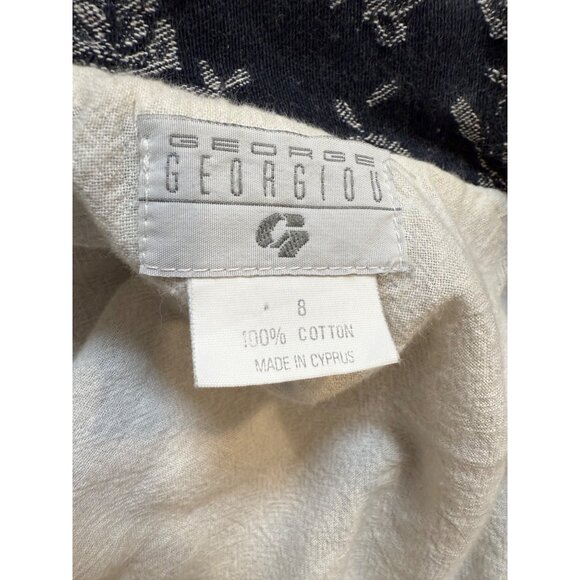 GEORGE
GEORGIOU
G
8
100% COTTON
MADE IN CYPRUS